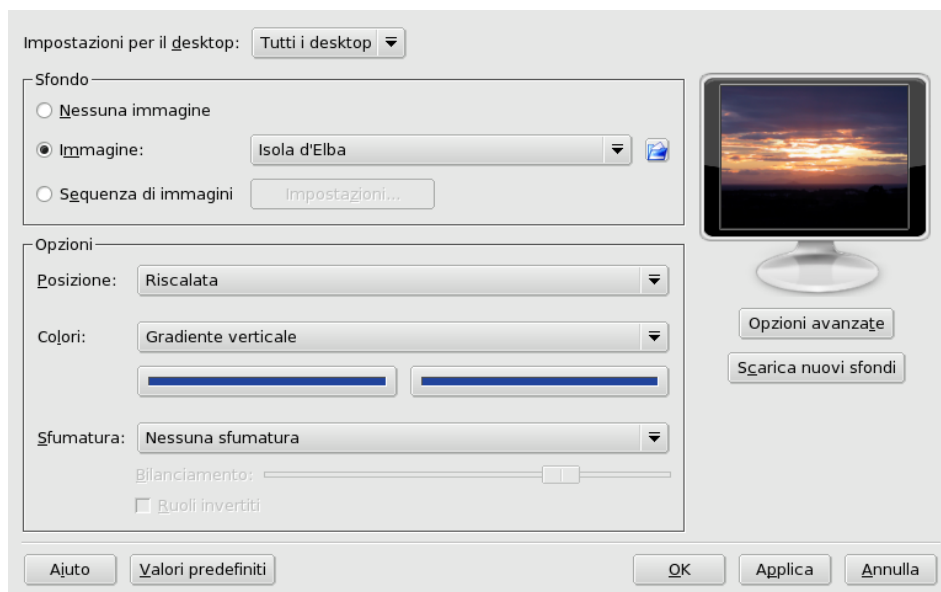 Impostazioni per il desktop: Tutti i desktop
Sfondo
Nessuna immagine
Immagine: Isola d'Elba
Sequenza di immagini Impostazioni...
Opzioni
Posizione: Riscalata
Colori: Gradiente verticale
Sfumatura: Nessuna sfumatura
Bilanciamento:
Ruoli invertiti
Opzioni avanzate
Scarica nuovi sfondi
Aiuto Valori predefiniti OK Applica Annulla